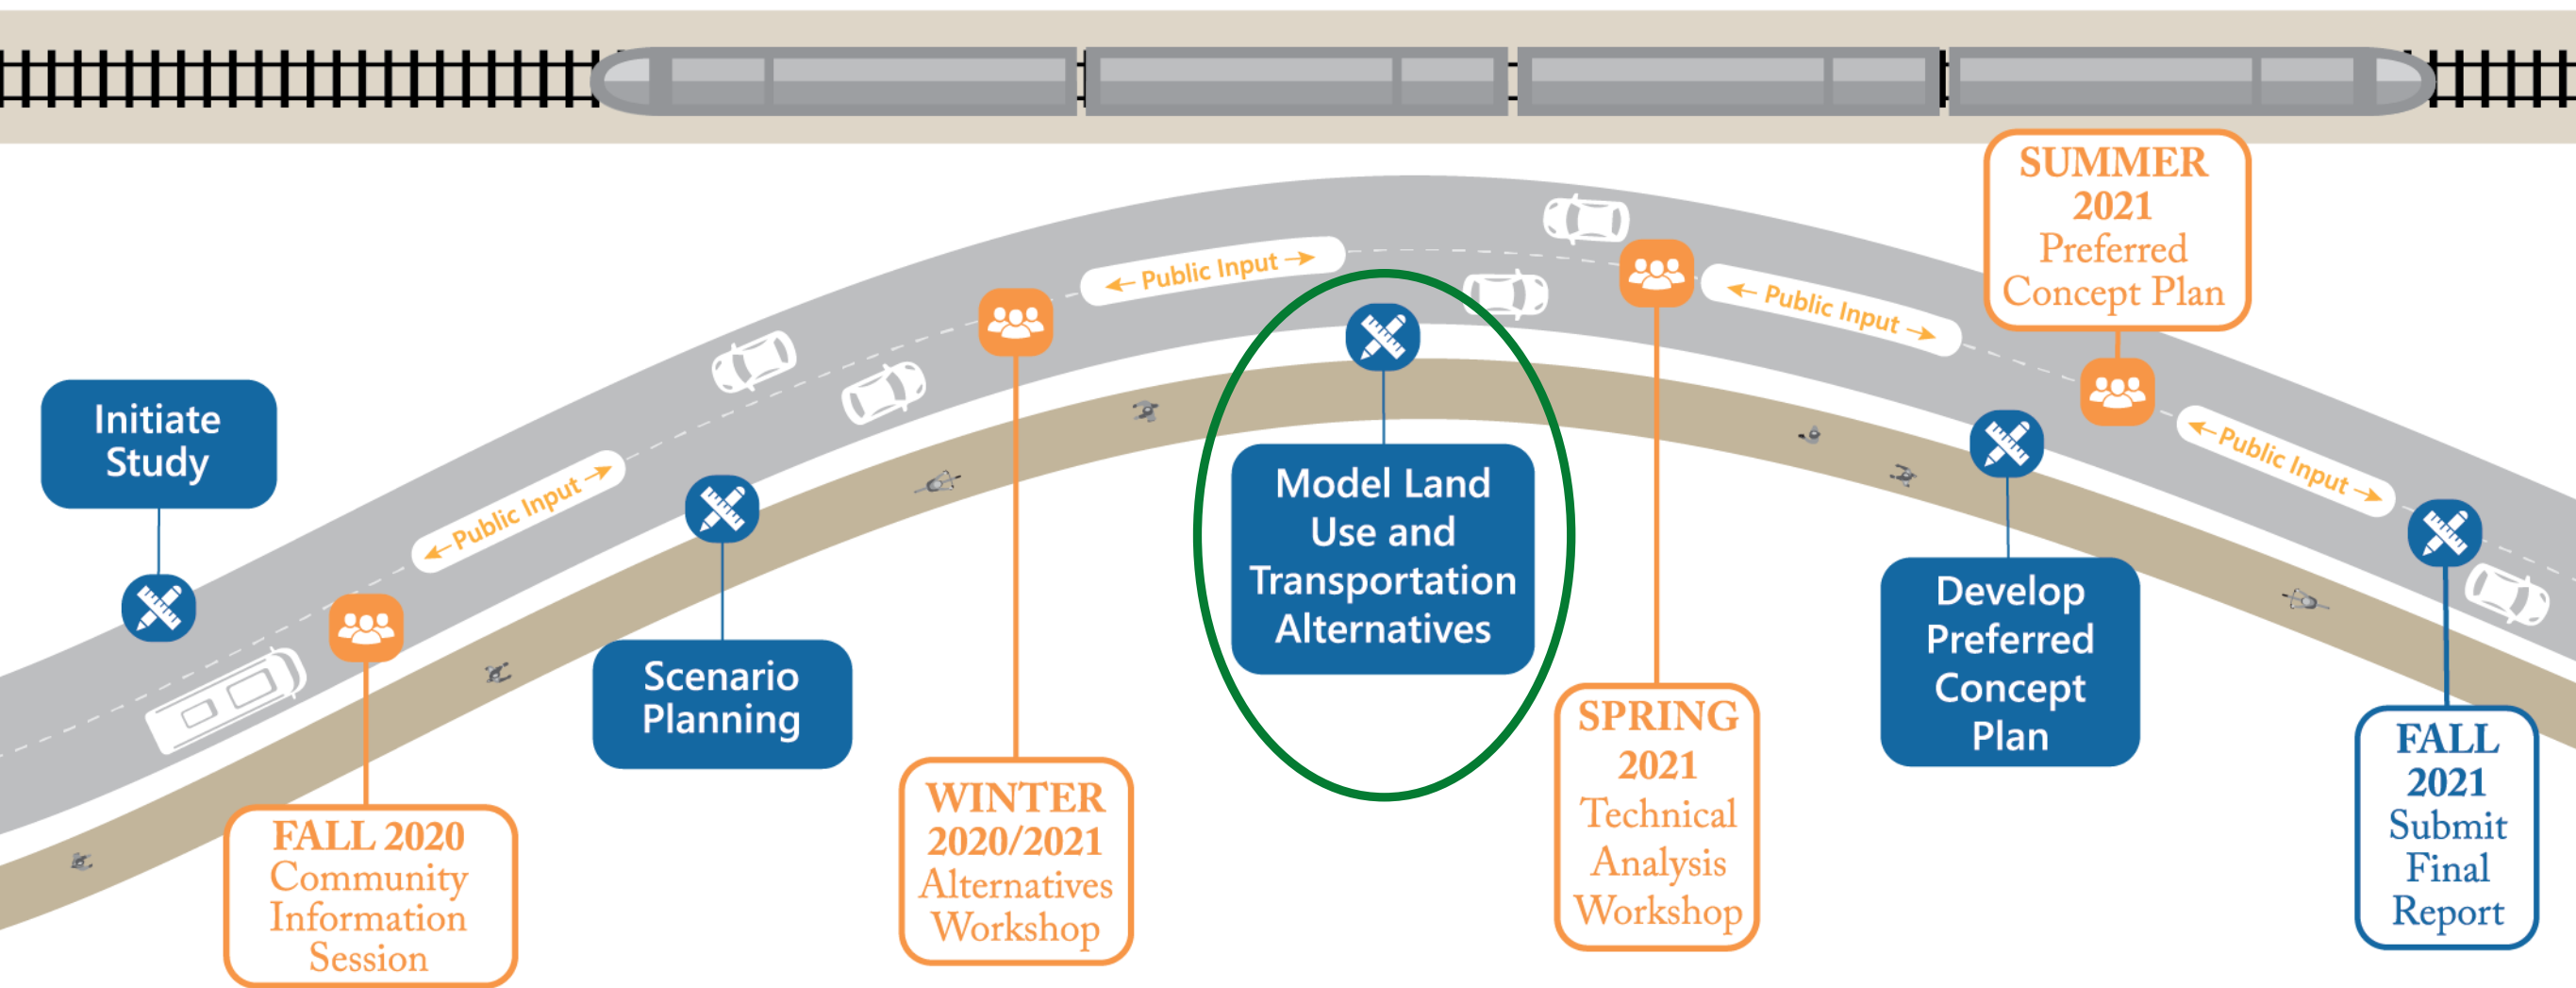 Initiate
Study
FALL 2020
Community
Information
Session
← Public Input →
Scenario
Planning
WINTER
2020/2021
Alternatives
Workshop
← Public Input →
Model Land
Use and
Transportation
Alternatives
SPRING
2021
Technical
Analysis
Workshop
← Public Input →
Develop
Preferred
Concept
Plan
SUMMER
2021
Preferred
Concept Plan
← Public Input →
FALL
2021
Submit
Final
Report